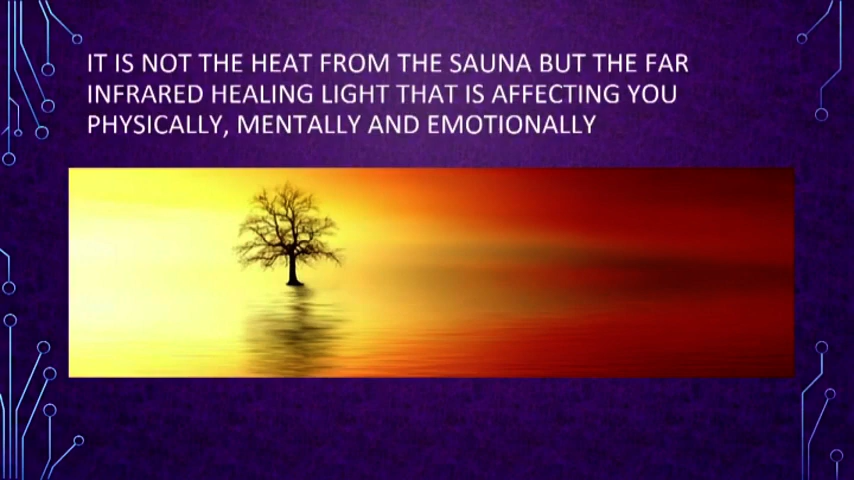 IT IS NOT THE HEAT FROM THE SAUNA BUT THE FAR
INFRARED HEALING LIGHT THAT IS AFFECTING YOU
PHYSICALLY, MENTALLY AND EMOTIONALLY